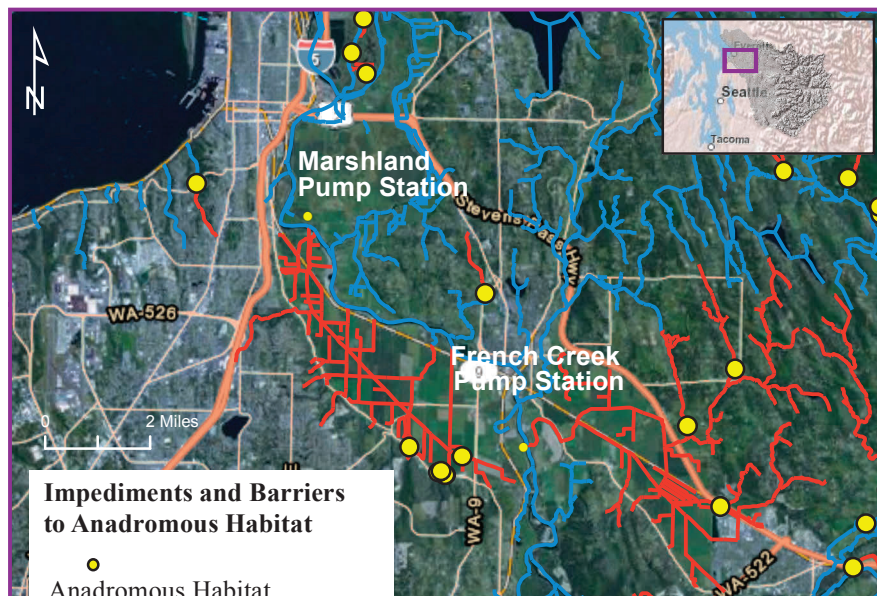 N
5
Everett
Seattle
Tacoma
Marshland
Pump Station
Stevens Pass Hwy
WA-526
French Creek
Pump Station
9
0 2 Miles
WA-9
WA-522
Impediments and Barriers
to Anadromous Habitat
Anadromous Habitat